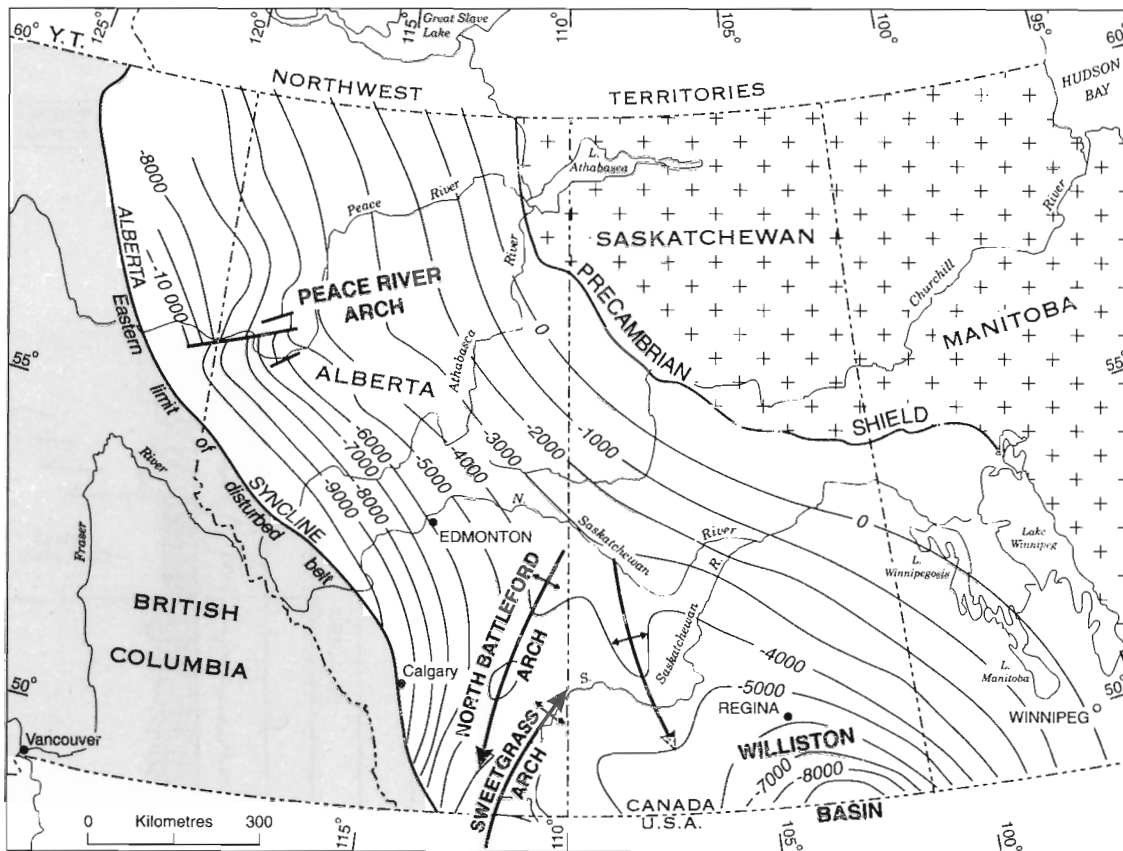 60°
Y.T.
125°
120°
115°
Great Slave
Lake
110°
105°
100°
95°
60°
NORTHWEST
TERRITORIES
HUDSON
BAY
-8000
L.
Athabasca
Peace
River
River
ALBERTA
SASKATCHEWAN
-10 000
PEACE RIVER
ARCH
0
PRECAMBRIAN
SHIELD
Churchill
River
MANITOBA
Eastern limit of disturbed belt
55°
ALBERTA
Athabasca
55°
-6000
-7000
-8000
-9000
-5000
-4000
-3000
-2000
-1000
0
SYNCLINE
River
Fraser
EDMONTON
N.
Saskatchewan
River
Lake
Winnipeg
L.
Winnipegosis
BRITISH
COLUMBIA
NORTH BATTLEFORD
ARCH
R.
Saskatchewan
S.
50°
Calgary
-4000
-5000
REGINA
L.
Manitoba
50°
WINNIPEG
Vancouver
SWEETGRASS
ARCH
WILLISTON
BASIN
-7000
-8000
CANADA
U.S.A.
0 Kilometres 300
115°
110°
105°
100°